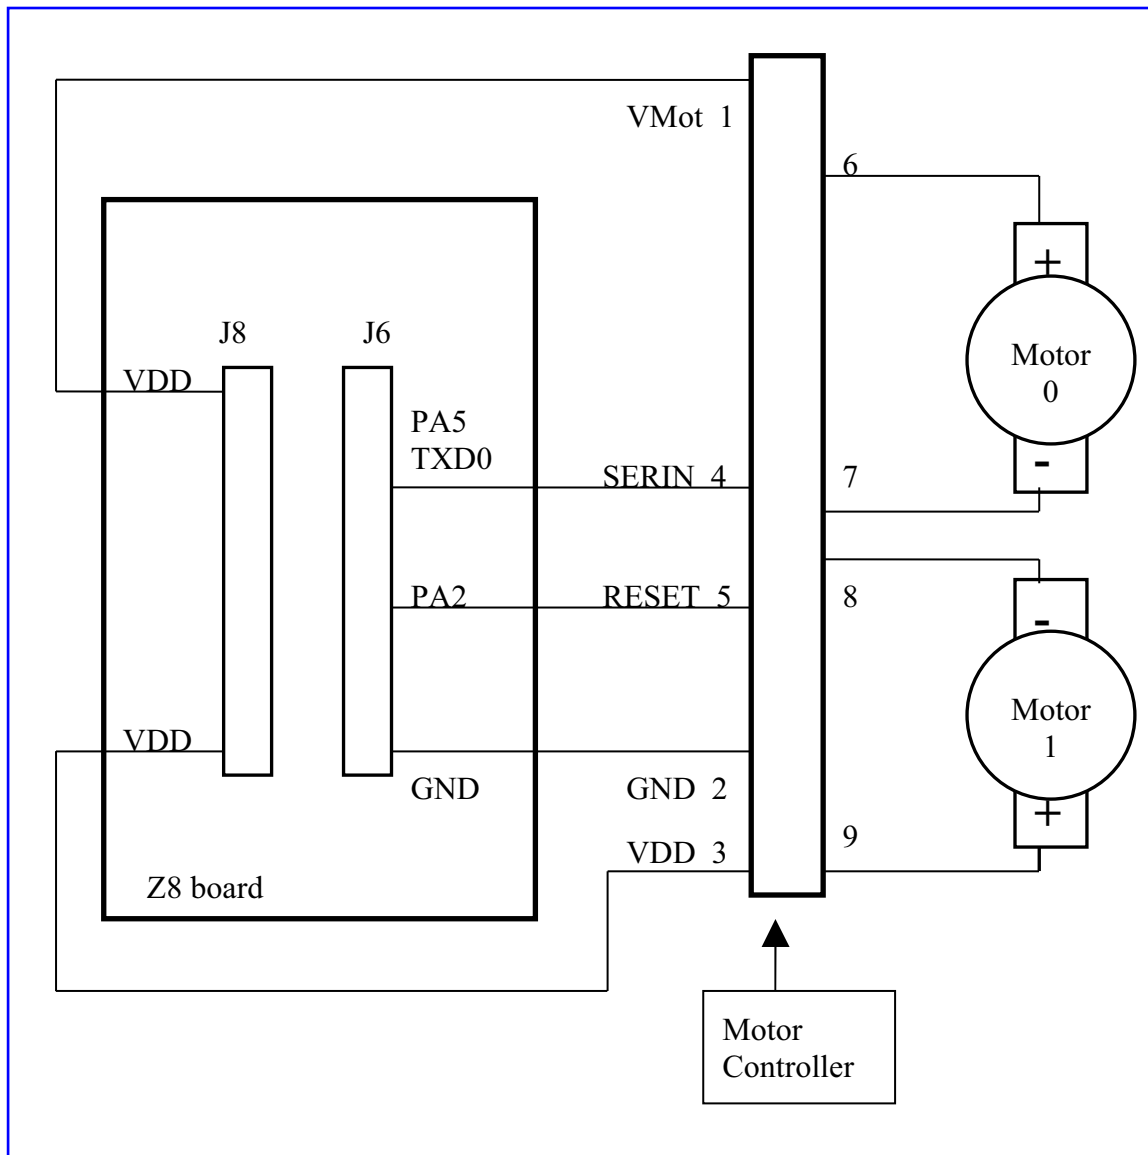 VMot 1
6
J8
J6
VDD
+
Motor
0
-
PA5
TXD0
SERIN 4
7
PA2
RESET 5
8
-
Motor
1
+
VDD
GND
GND 2
9
VDD 3
Z8 board
Motor
Controller